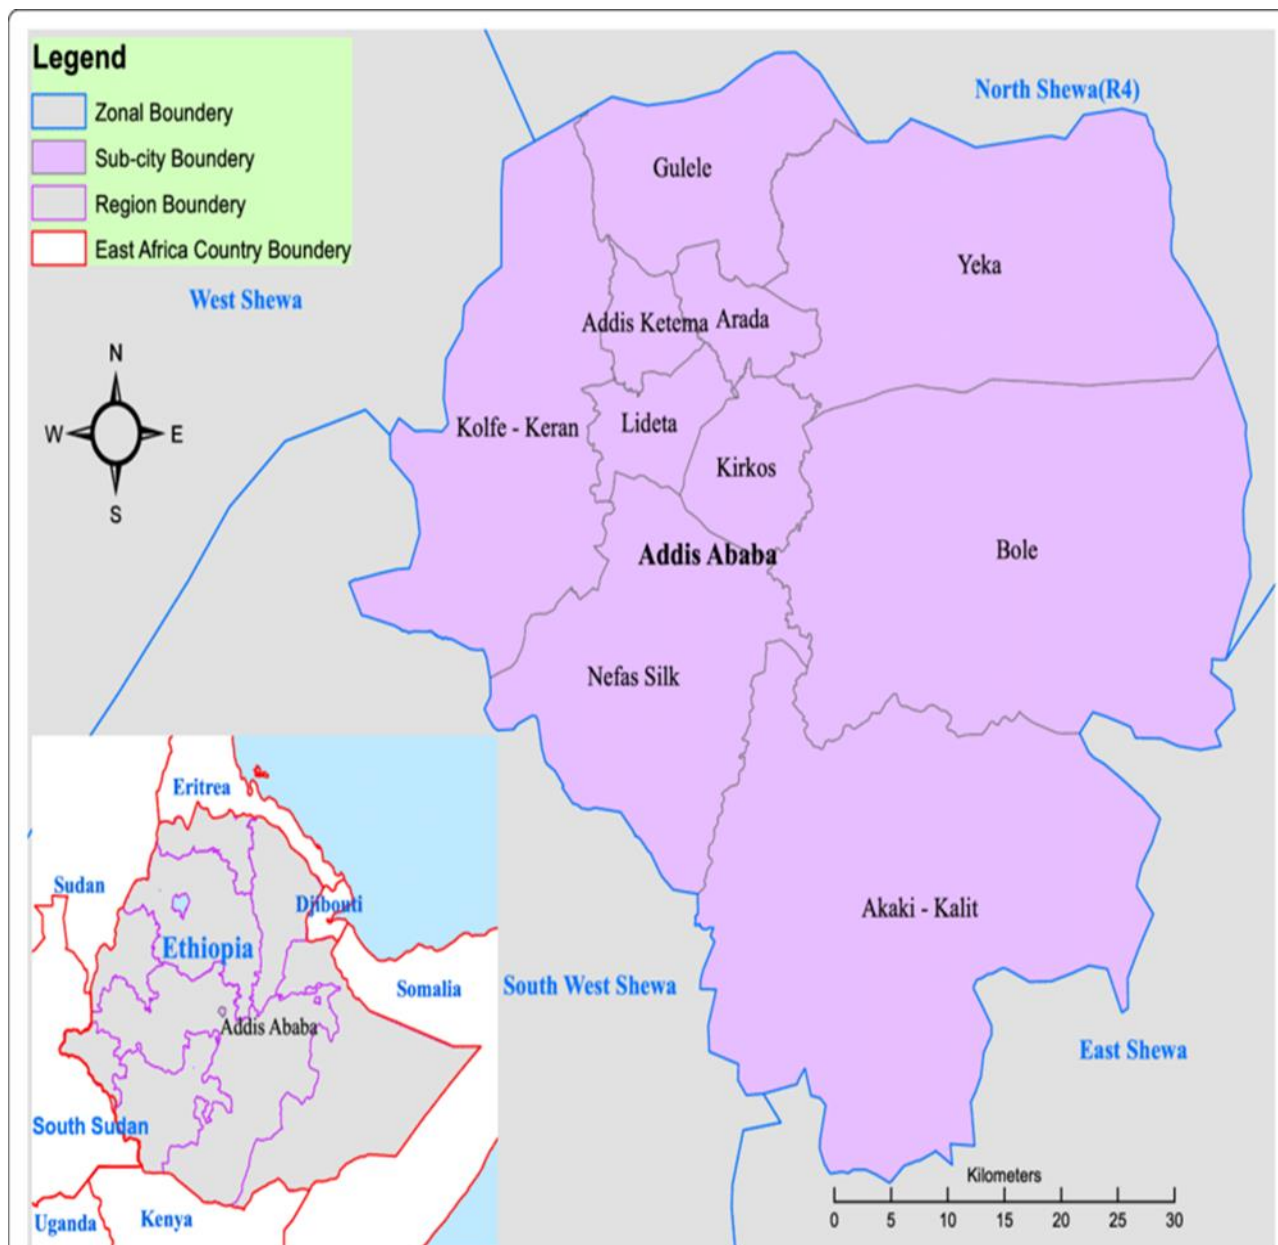 Legend
Zonal Boundery
Sub-city Boundery
Region Boundery
East Africa Country Boundery
North Shewa(R4)
Gulele
Yeka
West Shewa
Addis Ketema
Arada
N
W
E
S
Kolfe - Keran
Lideta
Kirkos
Addis Ababa
Bole
Nefas Silk
Akaki - Kalit
South West Shewa
East Shewa
Eritrea
Sudan
Djibouti
Ethiopia
Somalia
Addis Ababa
South Sudan
Uganda
Kenya
Kilometers
0 5 10 15 20 25 30